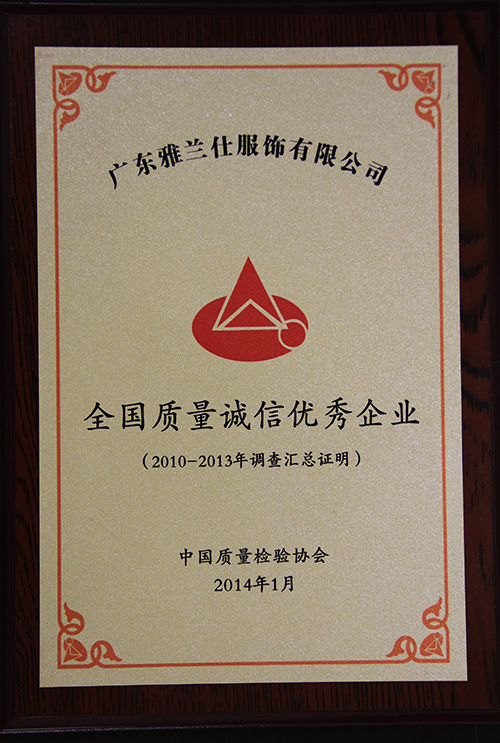 广东雅兰仕服饰有限公司
全国质量诚信优秀企业
（2010-2013年调查汇总证明）
中国质量检验协会
2014年1月